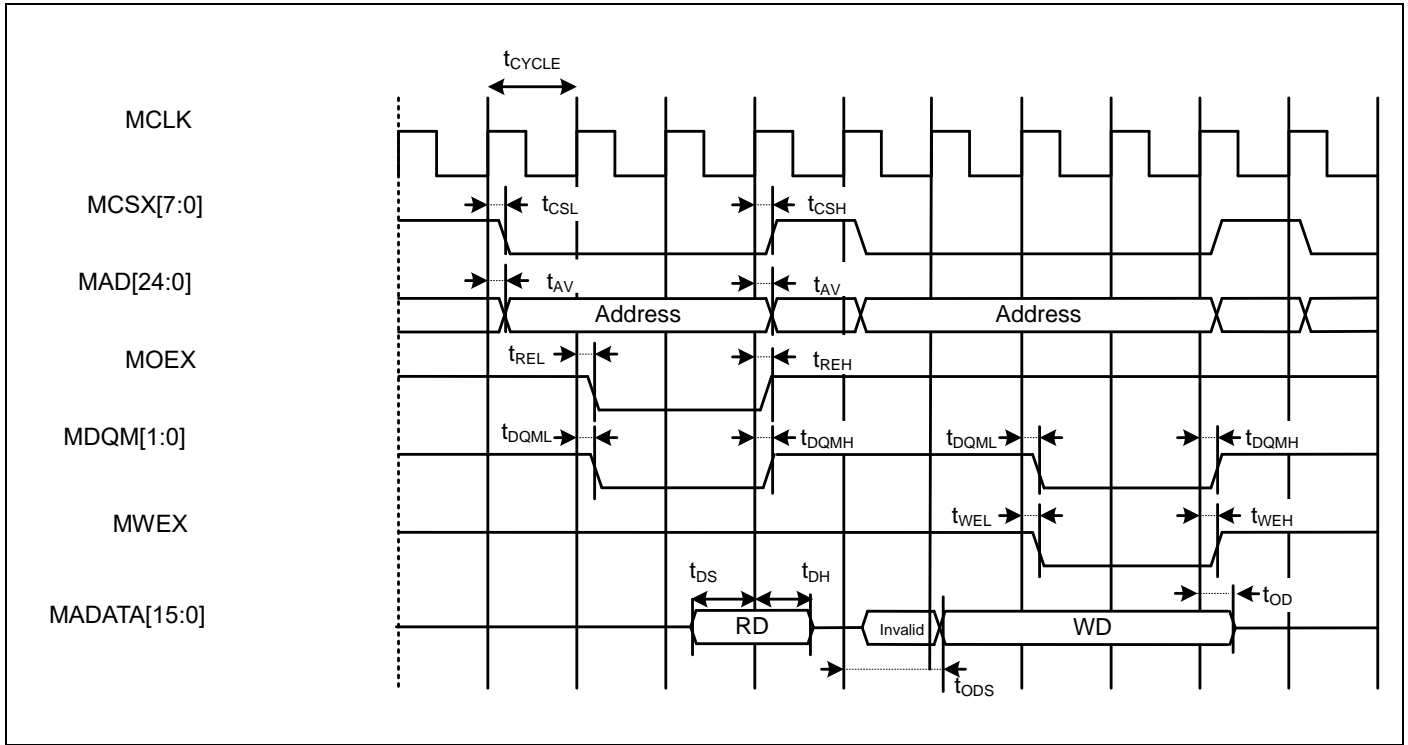 tCYCLE
MCLK
MCSX[7:0]
tCSL
tCSH
MAD[24:0]
tAV
tAV
Address
Address
MOEX
tREL
tREH
MDQM[1:0]
tDQML
tDQMH
tDQML
tDQMH
MWEX
tWEL
tWEH
tDS
tDH
MADATA[15:0]
tOD
RD
Invalid
WD
tODS